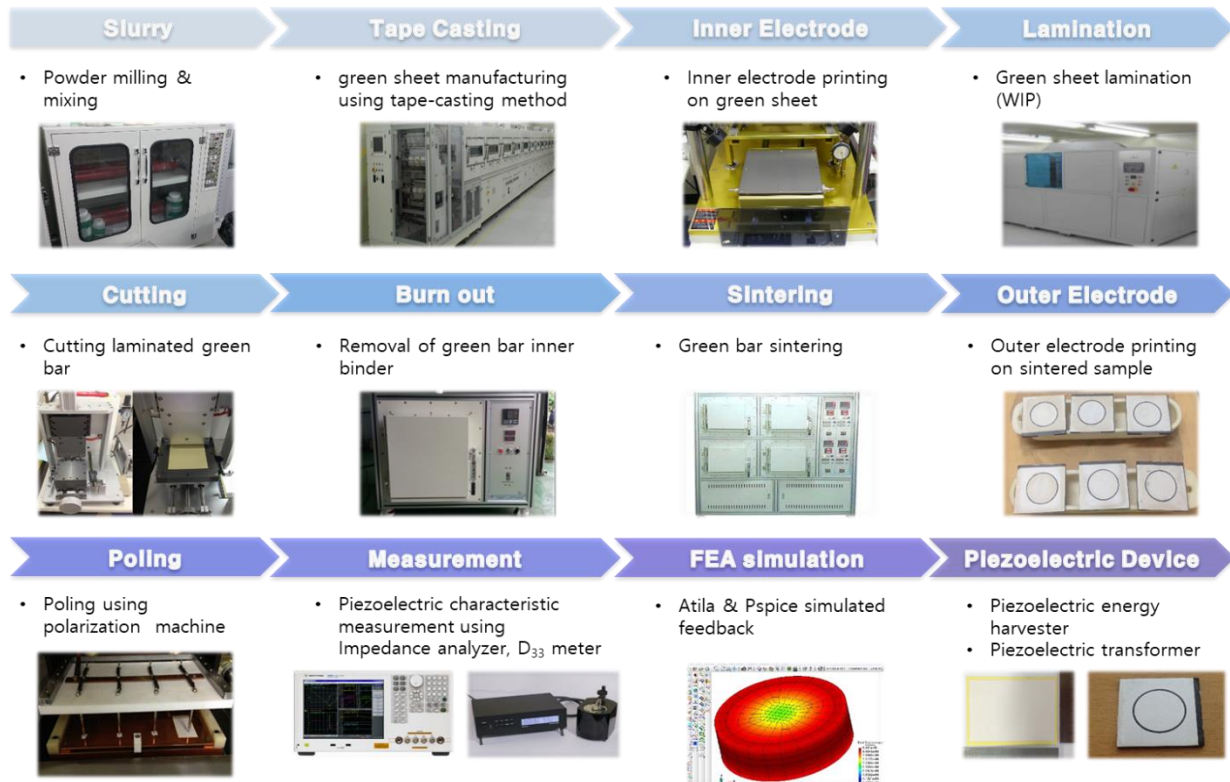 Slurry
Tape Casting
Inner Electrode
Lamination
• Powder milling &
mixing
• green sheet manufacturing
using tape-casting method
• Inner electrode printing
on green sheet
• Green sheet lamination
(WIP)
Cutting
Burn out
Sintering
Outer Electrode
• Cutting laminated green
bar
• Removal of green bar inner
binder
• Green bar sintering
• Outer electrode printing
on sintered sample
Poling
Measurement
FEA simulation
Piezoelectric Device
• Poling using
polarization machine
• Piezoelectric characteristic
measurement using
Impedance analyzer, D₃₃ meter
• Atila & Pspice simulated
feedback
• Piezoelectric energy
harvester
• Piezoelectric transformer